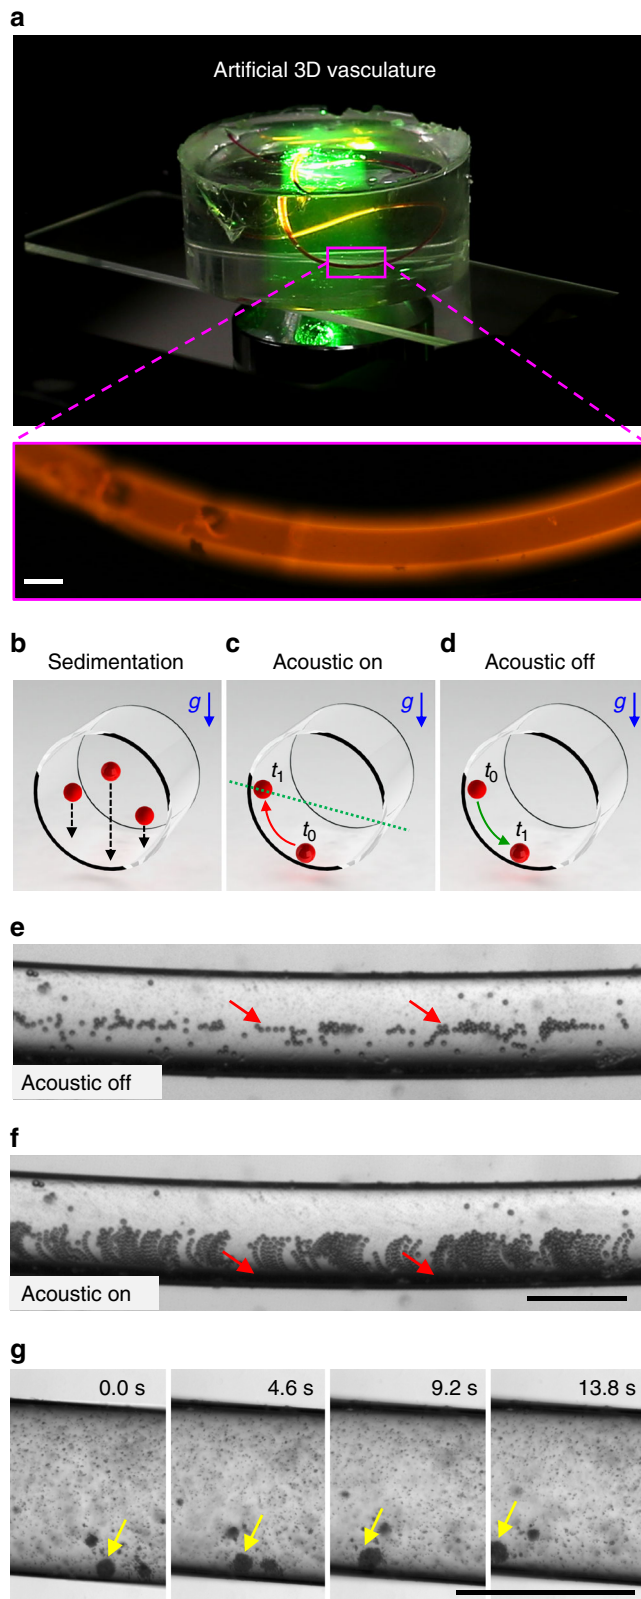 a
Artificial 3D vasculature
b
Sedimentation
g
c
Acoustic on
g
t1
t0
d
Acoustic off
g
t0
t1
e
Acoustic off
f
Acoustic on
g
0.0 s
4.6 s
9.2 s
13.8 s